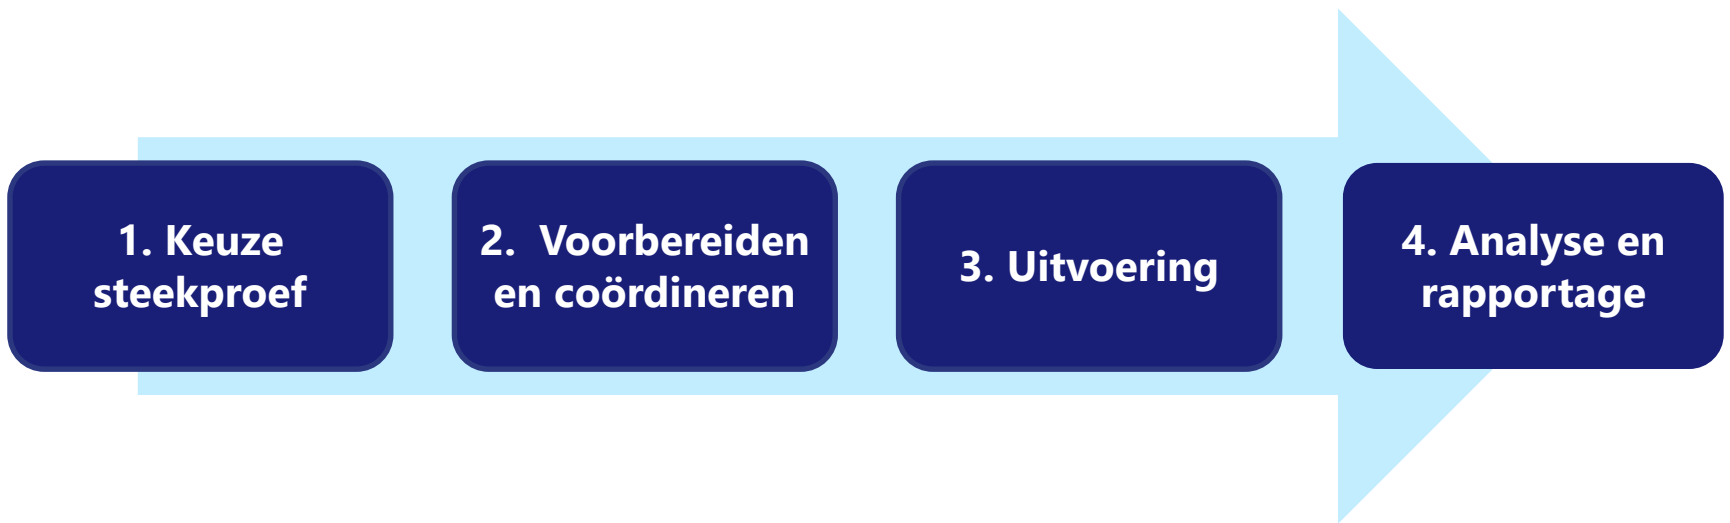 1. Keuze
steekproef
2.  Voorbereiden
en coördineren
3. Uitvoering
4. Analyse en
rapportage